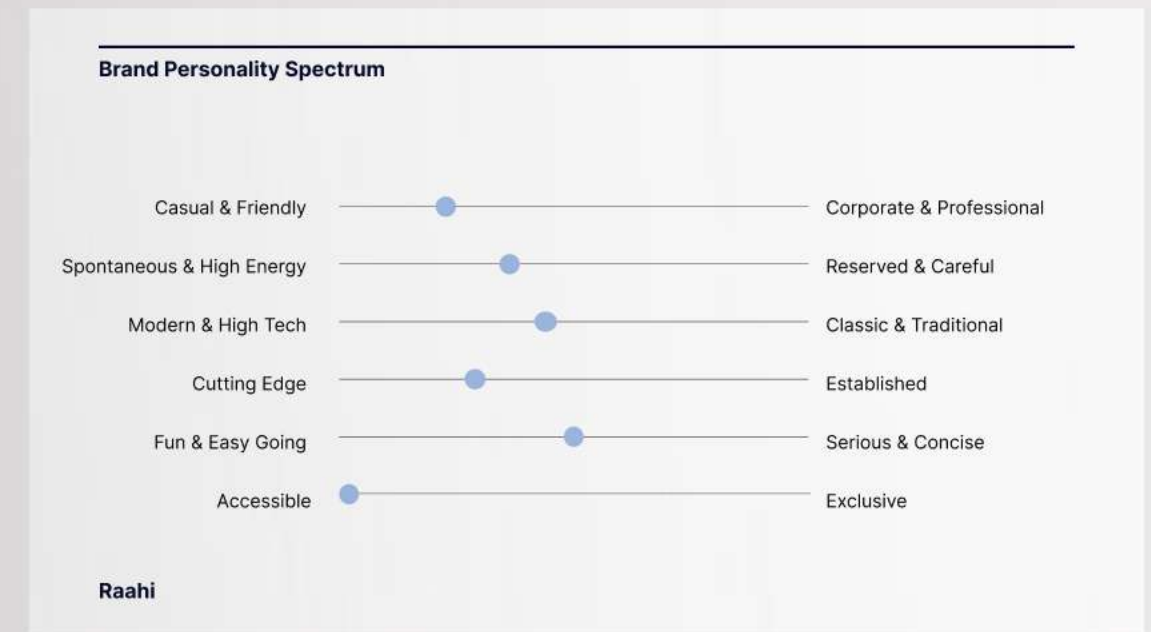 Brand Personality Spectrum
Casual & Friendly Corporate & Professional
Spontaneous & High Energy Reserved & Careful
Modern & High Tech Classic & Traditional
Cutting Edge Established
Fun & Easy Going Serious & Concise
Accessible Exclusive
Raahi